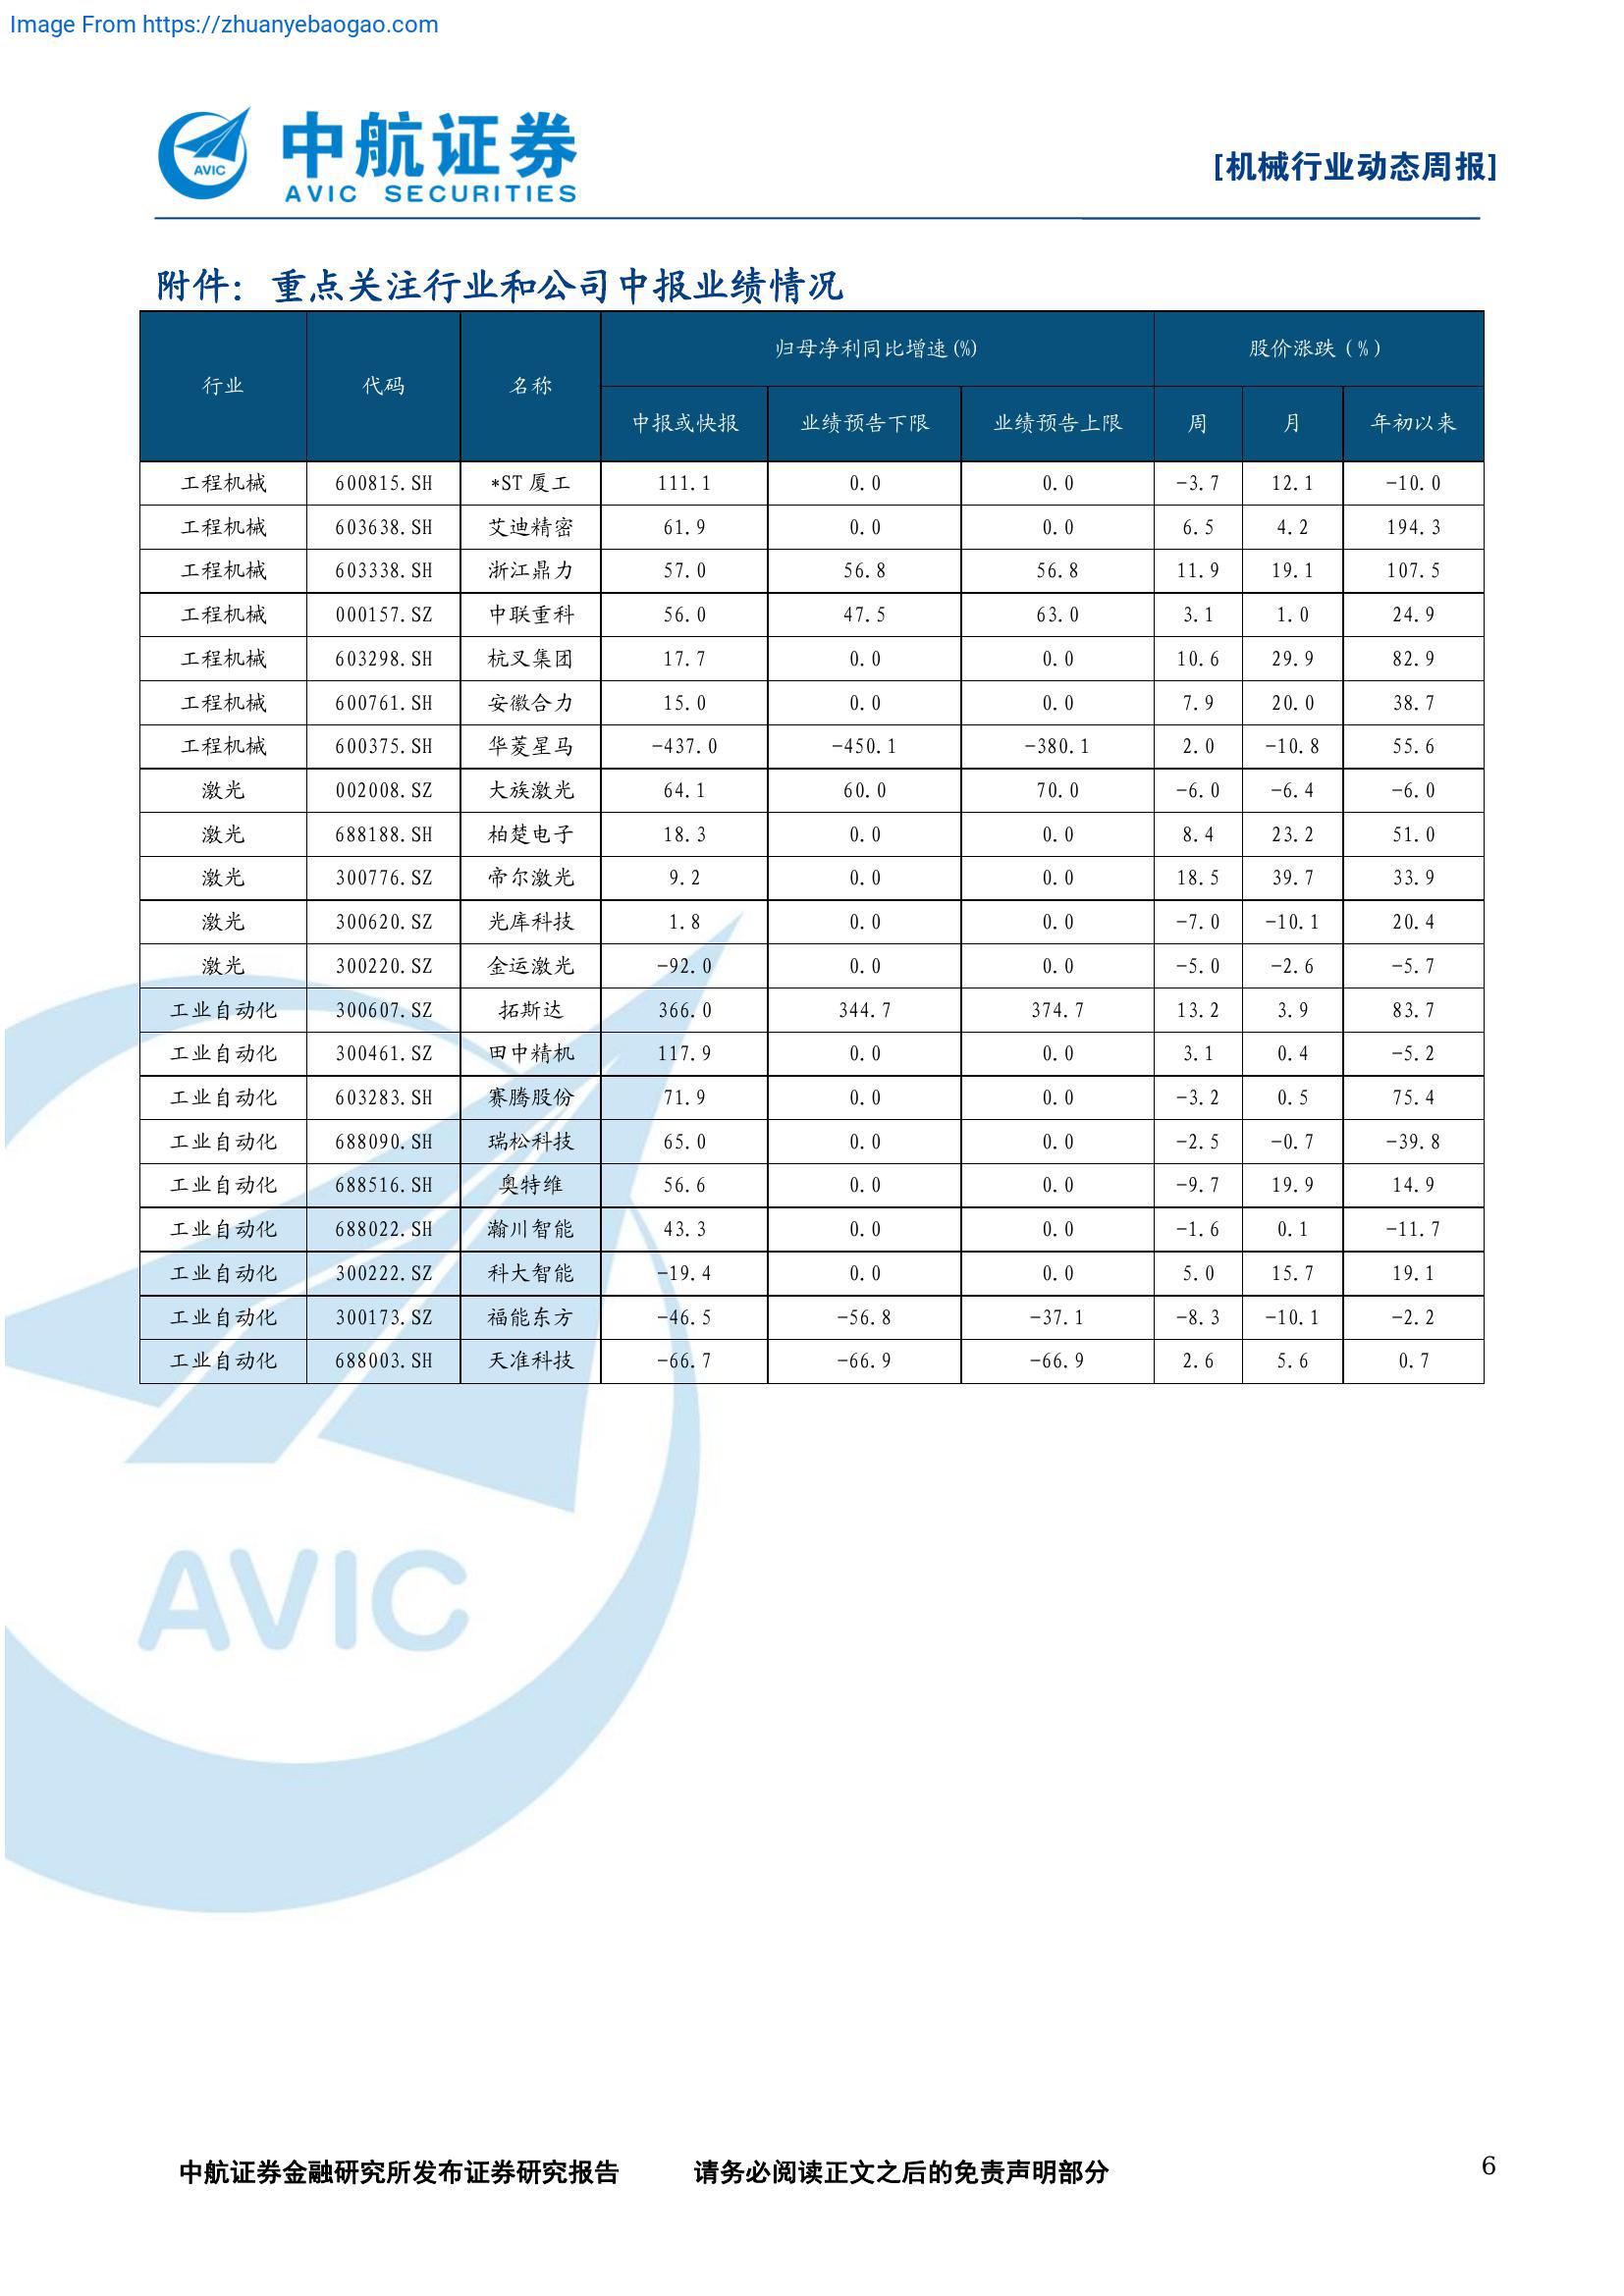 Image From https://zhuanyebaogao.com
AVIC
中航证券
AVIC SECURITIES
[机械行业动态周报]
附件：重点关注行业和公司中报业绩情况
行业 代码 名称 归母净利同比增速(%) 股价涨跌（%）
中报或快报 业绩预告下限 业绩预告上限 周 月 年初以来
工程机械 600815.SH *ST厦工 111.1 0.0 0.0 -3.7 12.1 -10.0
工程机械 603638.SH 艾迪精密 61.9 0.0 0.0 6.5 4.2 194.3
工程机械 603338.SH 浙江鼎力 57.0 56.8 56.8 11.9 19.1 107.5
工程机械 000157.SZ 中联重科 56.0 47.5 63.0 3.1 1.0 24.9
工程机械 603298.SH 杭叉集团 17.7 0.0 0.0 10.6 29.9 82.9
工程机械 600761.SH 安徽合力 15.0 0.0 0.0 7.9 20.0 38.7
工程机械 600375.SH 华菱星马 -437.0 -450.1 -380.1 2.0 -10.8 55.6
激光 002008.SZ 大族激光 64.1 60.0 70.0 -6.0 -6.4 -6.0
激光 688188.SH 柏楚电子 18.3 0.0 0.0 8.4 23.2 51.0
激光 300776.SZ 帝尔激光 9.2 0.0 0.0 18.5 39.7 33.9
激光 300620.SZ 光库科技 1.8 0.0 0.0 -7.0 -10.1 20.4
激光 300220.SZ 金运激光 -92.0 0.0 0.0 -5.0 -2.6 -5.7
工业自动化 300607.SZ 拓斯达 366.0 344.7 374.7 13.2 3.9 83.7
工业自动化 300461.SZ 田中精机 117.9 0.0 0.0 3.1 0.4 -5.2
工业自动化 603283.SH 赛腾股份 71.9 0.0 0.0 -3.2 0.5 75.4
工业自动化 688090.SH 瑞松科技 65.0 0.0 0.0 -2.5 -0.7 -39.8
工业自动化 688516.SH 奥特维 56.6 0.0 0.0 -9.7 19.9 14.9
工业自动化 688022.SH 瀚川智能 43.3 0.0 0.0 -1.6 0.1 -11.7
工业自动化 300222.SZ 科大智能 -19.4 0.0 0.0 5.0 15.7 19.1
工业自动化 300173.SZ 福能东方 -46.5 -56.8 -37.1 -8.3 -10.1 -2.2
工业自动化 688003.SH 天准科技 -66.7 -66.9 -66.9 2.6 5.6 0.7
AVIC
中航证券金融研究所发布证券研究报告 请务必阅读正文之后的免责声明部分 6